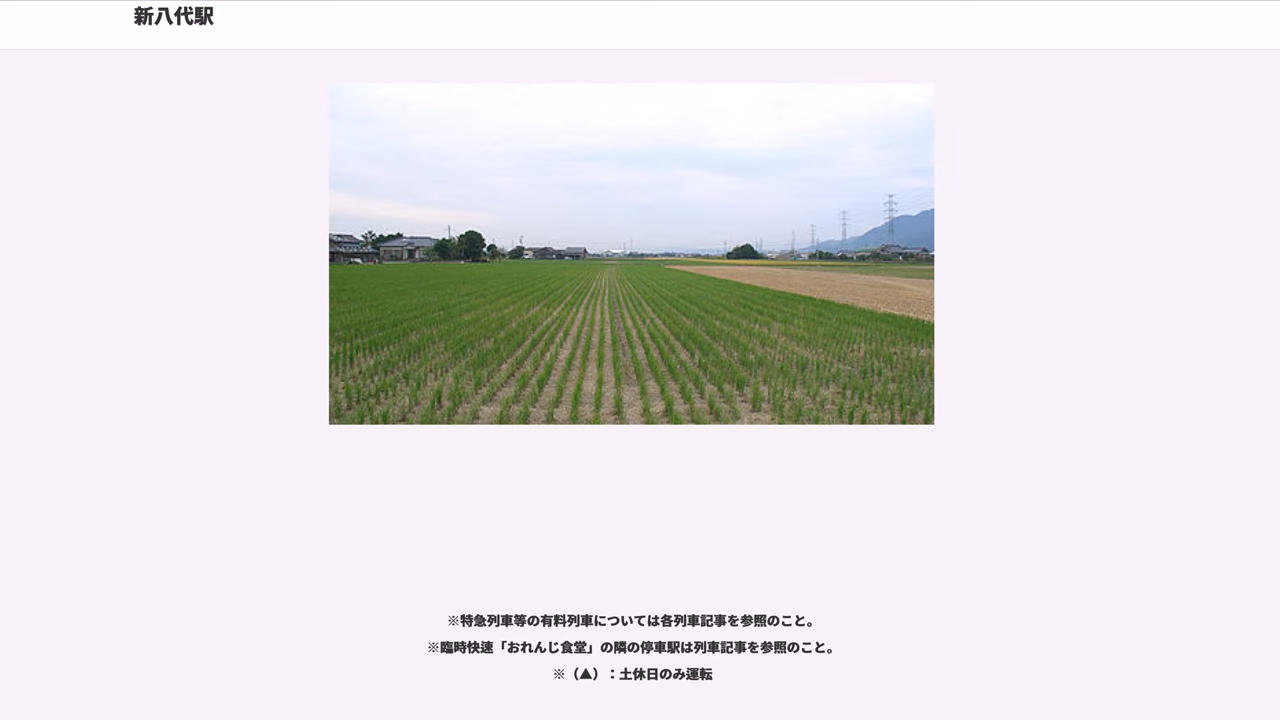 新八代駅
※特急列車等の有料列車については各列車記事を参照のこと。
※臨時快速「おれんじ食堂」の隣の停車駅は列車記事を参照のこと。
※（▲）：土休日のみ運転